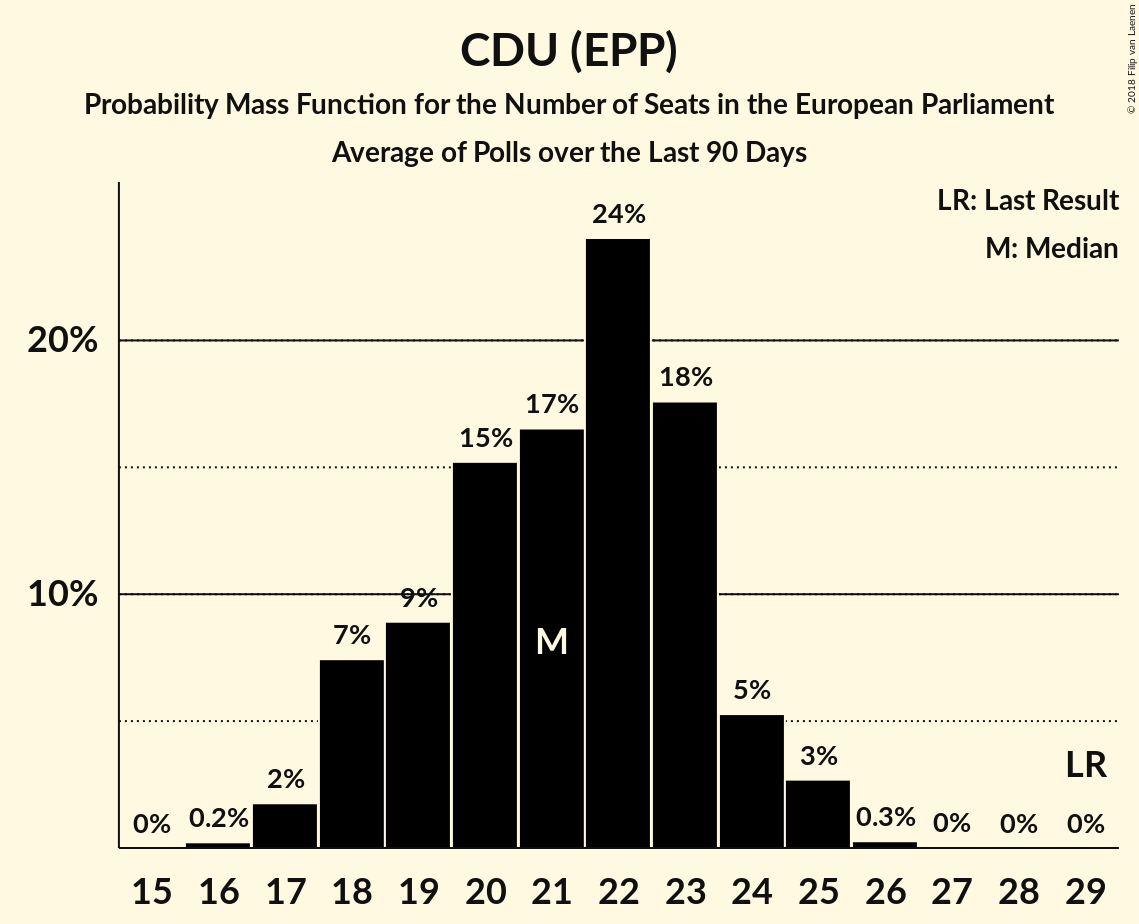 CDU (EPP)
Probability Mass Function for the Number of Seats in the European Parliament
Average of Polls over the Last 90 Days
© 2018 Filip van Laenen
LR: Last Result
M: Median
20%
10%
0%
0.2%
2%
7%
9%
15%
17%
24%
18%
5%
3%
0.3%
0%
0%
0%
M
LR
15 16 17 18 19 20 21 22 23 24 25 26 27 28 29